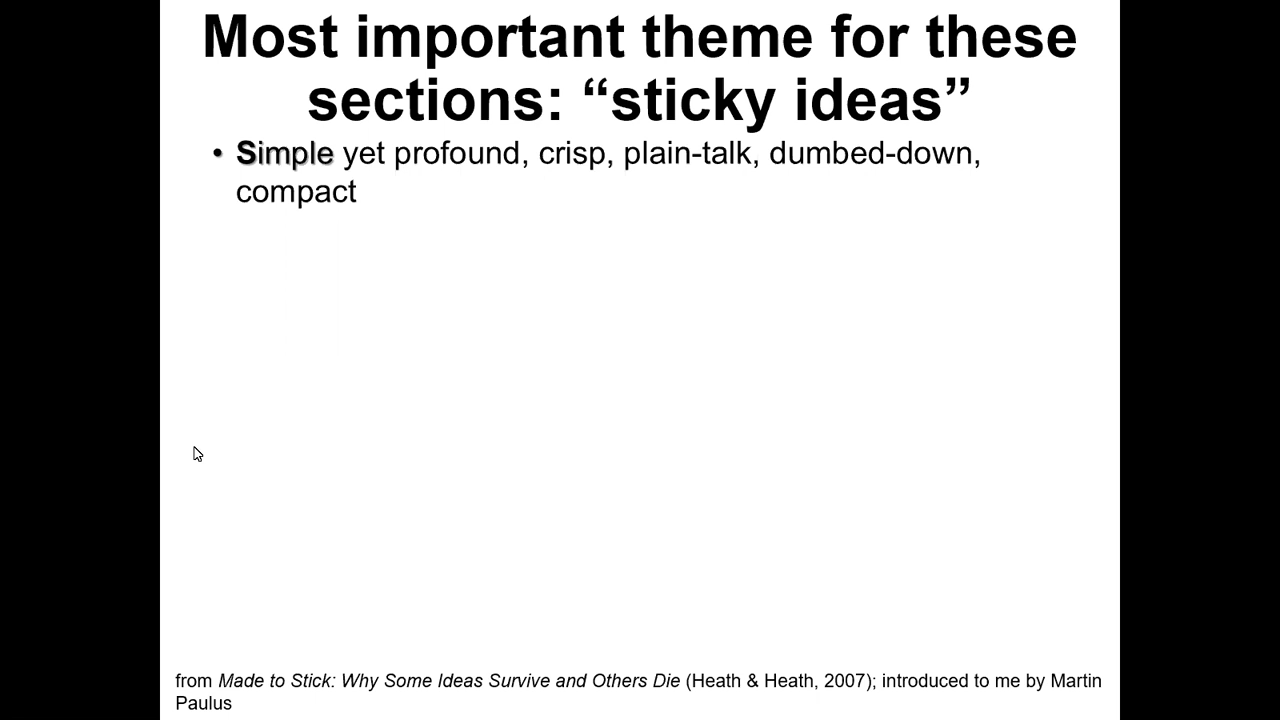 Most important theme for these
sections: “sticky ideas”
• Simple yet profound, crisp, plain-talk, dumbed-down,
compact
from Made to Stick: Why Some Ideas Survive and Others Die (Heath & Heath, 2007); introduced to me by Martin
Paulus